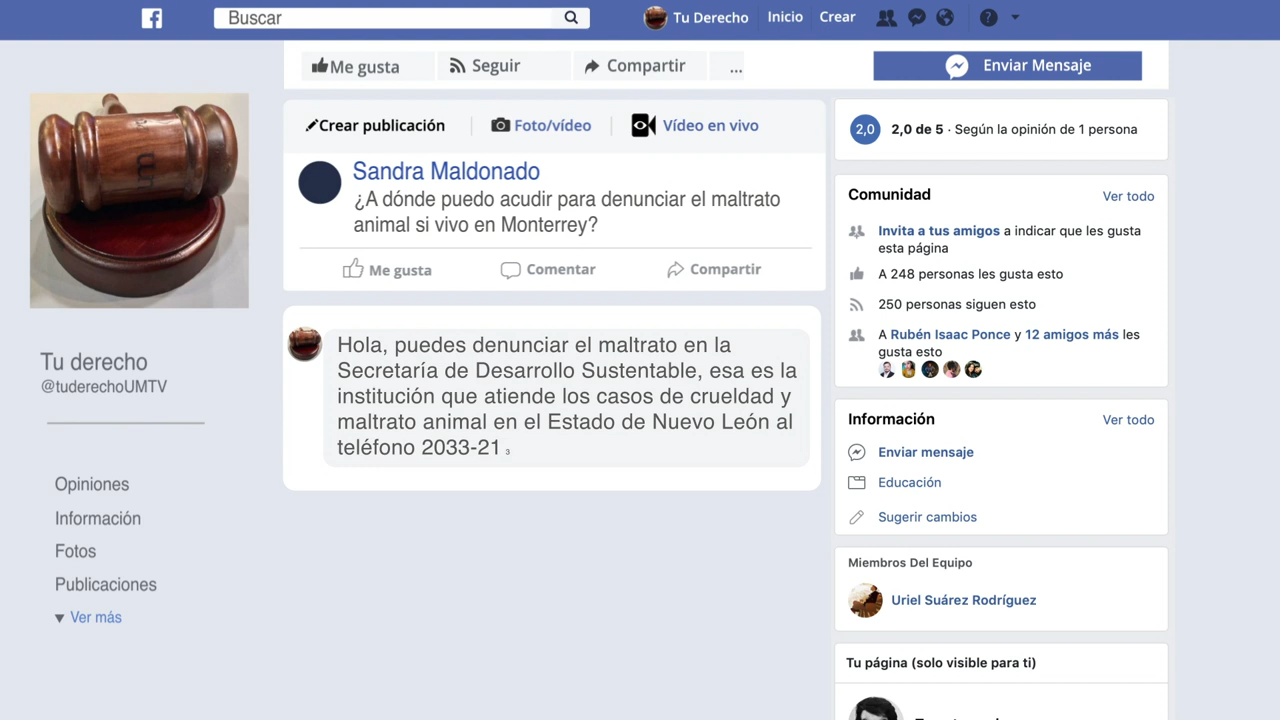 Buscar
Tu Derecho
Inicio
Crear
Me gusta
Seguir
Compartir
...
Enviar Mensaje
Crear publicación
Foto/vídeo
Vídeo en vivo
Sandra Maldonado
¿A dónde puedo acudir para denunciar el maltrato
animal si vivo en Monterrey?
Me gusta
Comentar
Compartir
Hola, puedes denunciar el maltrato en la
Secretaría de Desarrollo Sustentable, esa es la
institución que atiende los casos de crueldad y
maltrato animal en el Estado de Nuevo León al
teléfono 2033-21 3
Tu derecho
@tuderechoUMTV
Opiniones
Información
Fotos
Publicaciones
Ver más
2,0
2,0 de 5 · Según la opinión de 1 persona
Comunidad
Ver todo
Invita a tus amigos a indicar que les gusta
esta página
A 248 personas les gusta esto
250 personas siguen esto
A Rubén Isaac Ponce y 12 amigos más les
gusta esto
Información
Ver todo
Enviar mensaje
Educación
Sugerir cambios
Miembros Del Equipo
Uriel Suárez Rodríguez
Tu página (solo visible para ti)